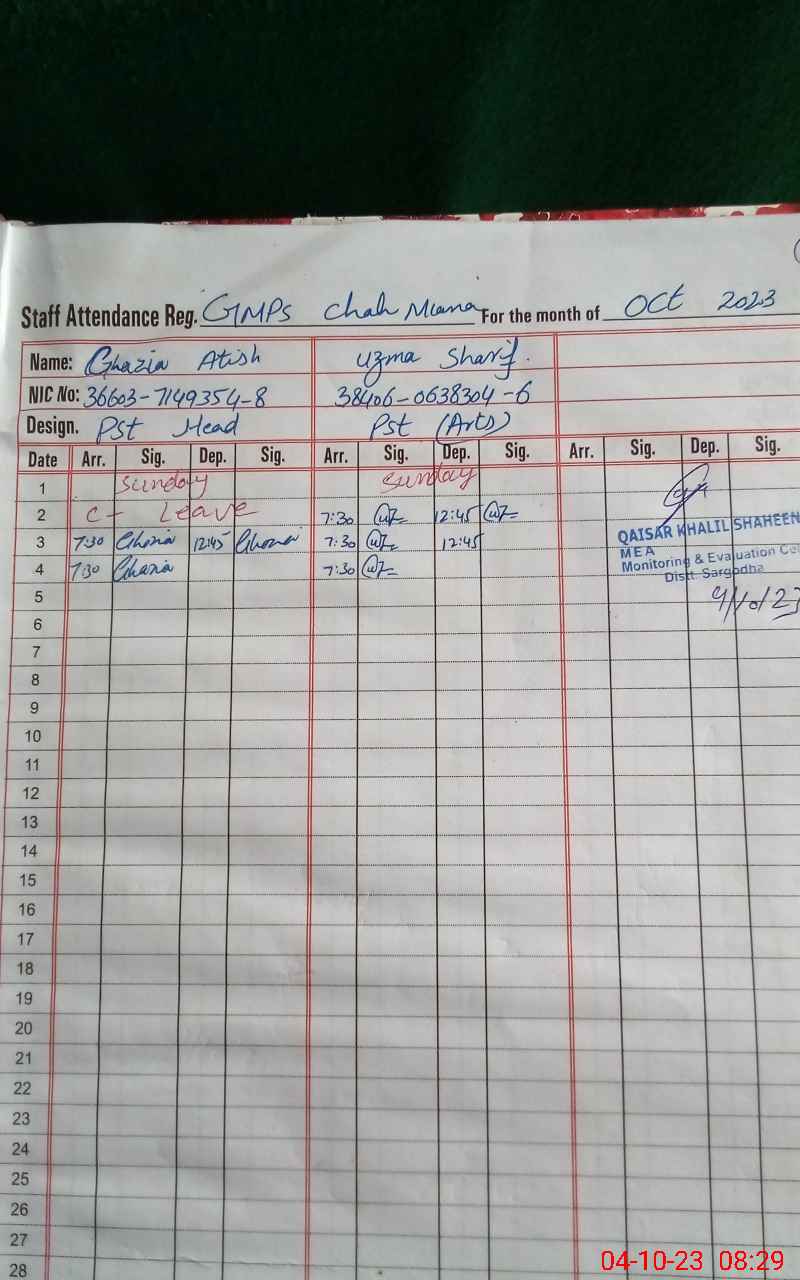 Staff Attendance Reg. GMPS Chah Miana For the month of Oct 2023
Name: Ghazia Atish Uzma Sharif.
NIC No: 36603-7149354-8 38406-0638304-6
Design. Pst Head Pst (Arts)
Date Arr. Sig. Dep. Sig. Arr. Sig. Dep. Sig. Arr. Sig. Dep. Sig.
1 Sunday Sunday
2 C- Leave 7:30 12:45
3 7:30 Ghazia 12:45 Ghazia 7:30 12:45
4 7:30 Ghazia 7:30
QAISAR KHALIL SHAHEEN
MEA
Monitoring & Evaluation Cel
Distt. Sargodha
4/10/23
5
6
7
8
9
10
11
12
13
14
15
16
17
18
19
20
21
22
23
24
25
26
27
28
04-10-23 08:29